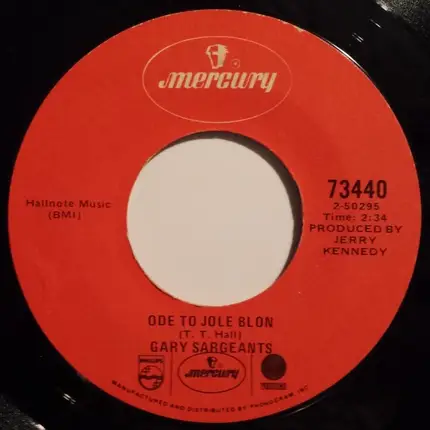 mercury
Hallnote Music
(BMI)
73440
2-50295
Time: 2:34
PRODUCED BY
JERRY
KENNEDY
ODE TO JOLE BLON
(T. T. Hall)
GARY SARGEANTS
PHILIPS
mercury
MANUFACTURED AND DISTRIBUTED BY PHONOGRAM, INC.